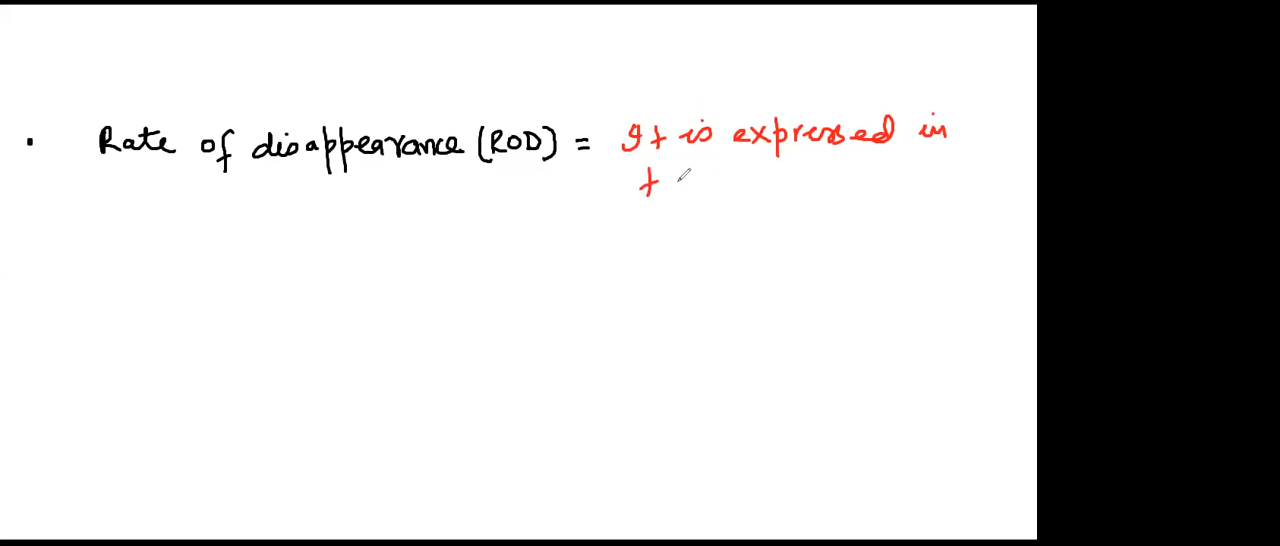 • Rate of disappearance (ROD) = It is expressed in
t